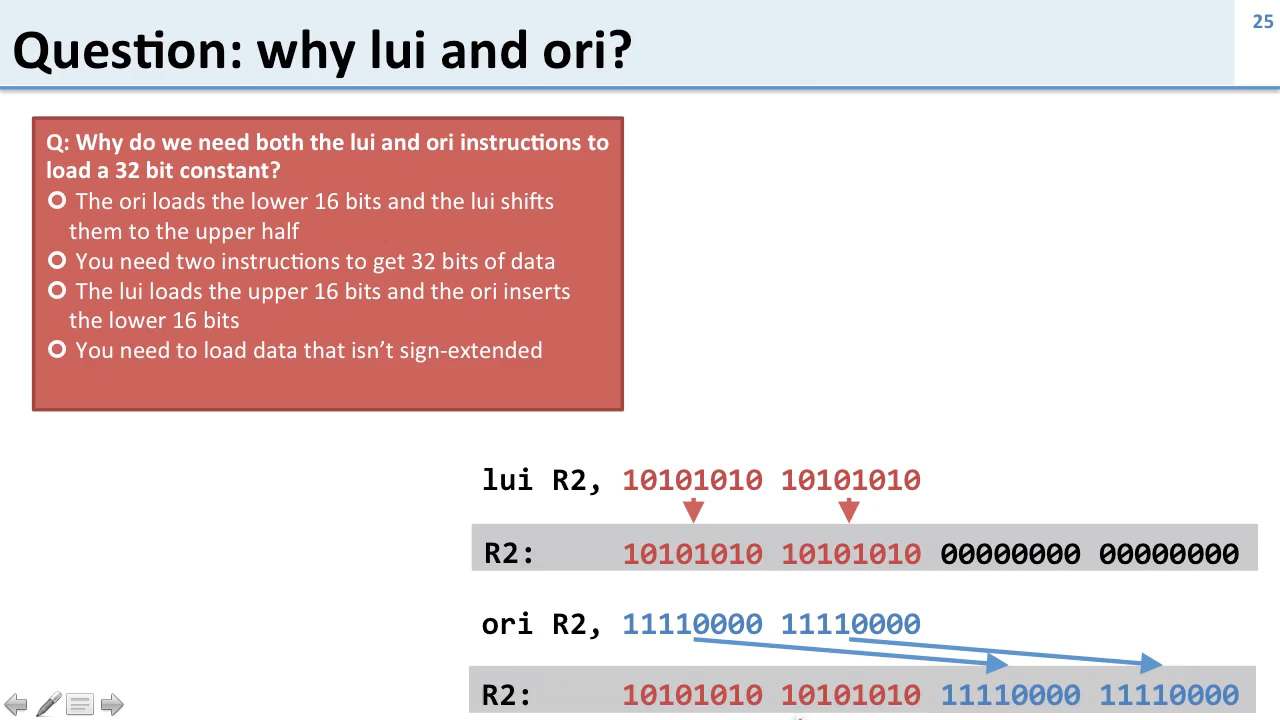 25
Question: why lui and ori?
Q: Why do we need both the lui and ori instructions to
load a 32 bit constant?
The ori loads the lower 16 bits and the lui shifts
them to the upper half
You need two instructions to get 32 bits of data
The lui loads the upper 16 bits and the ori inserts
the lower 16 bits
You need to load data that isn’t sign-extended
lui R2, 10101010 10101010
R2: 10101010 10101010 00000000 00000000
ori R2, 11110000 11110000
R2: 10101010 10101010 11110000 11110000